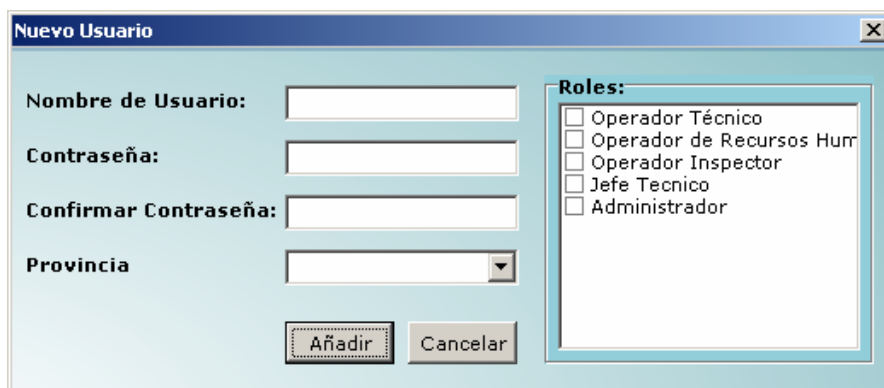 Nuevo Usuario
Nombre de Usuario:
Contraseña:
Confirmar Contraseña:
Provincia
Añadir
Cancelar
Roles:
Operador Técnico
Operador de Recursos Hum
Operador Inspector
Jefe Tecnico
Administrador